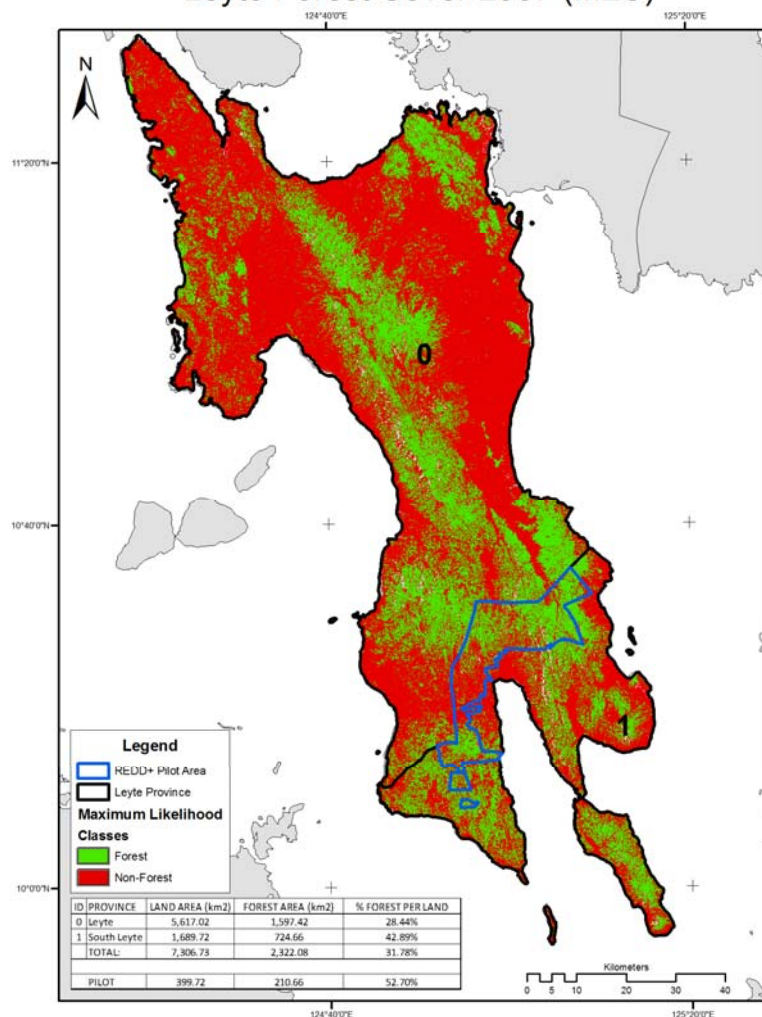 124°40'0"E 125°20'0"E
N
11°20'0"N
0
10°40'0"N
1
Legend
REDD+ Pilot Area
Leyte Province
Maximum Likelihood
Classes
Forest
Non-Forest
10°0'0"N
ID PROVINCE LAND AREA (km2) FOREST AREA (km2) % FOREST PER LAND
0 Leyte 5,617.02 1,597.42 28.44%
1 South Leyte 1,689.72 724.66 42.89%
TOTAL: 7,306.73 2,322.08 31.78%
PILOT 399.72 210.66 52.70%
Kilometers
0 5 10 20 30 40
124°40'0"E 125°20'0"E